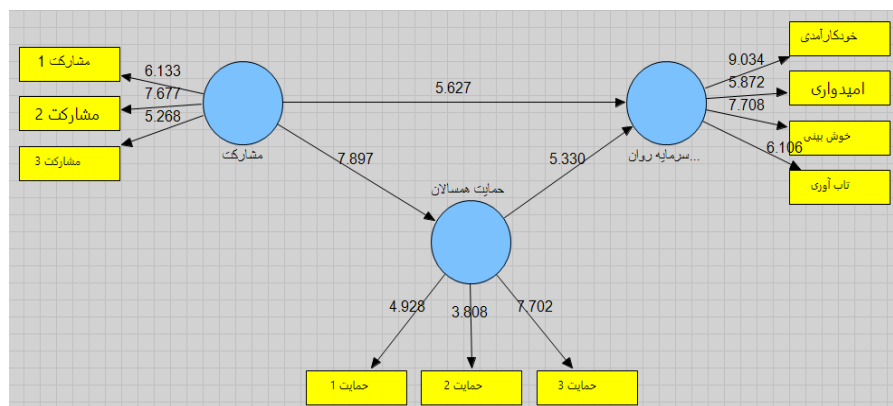 مشارکت 1
مشارکت 2
مشارکت 3
6.133
7.677
5.268
مشارکت
5.627
7.897
5.330
حمایت همسالان
4.928
3.808
7.702
حمایت 1
حمایت 2
حمایت 3
سرمایه روان...
9.034
5.872
7.708
6.106
خودکارآمدی
امیدواری
خوش بینی
تاب آوری